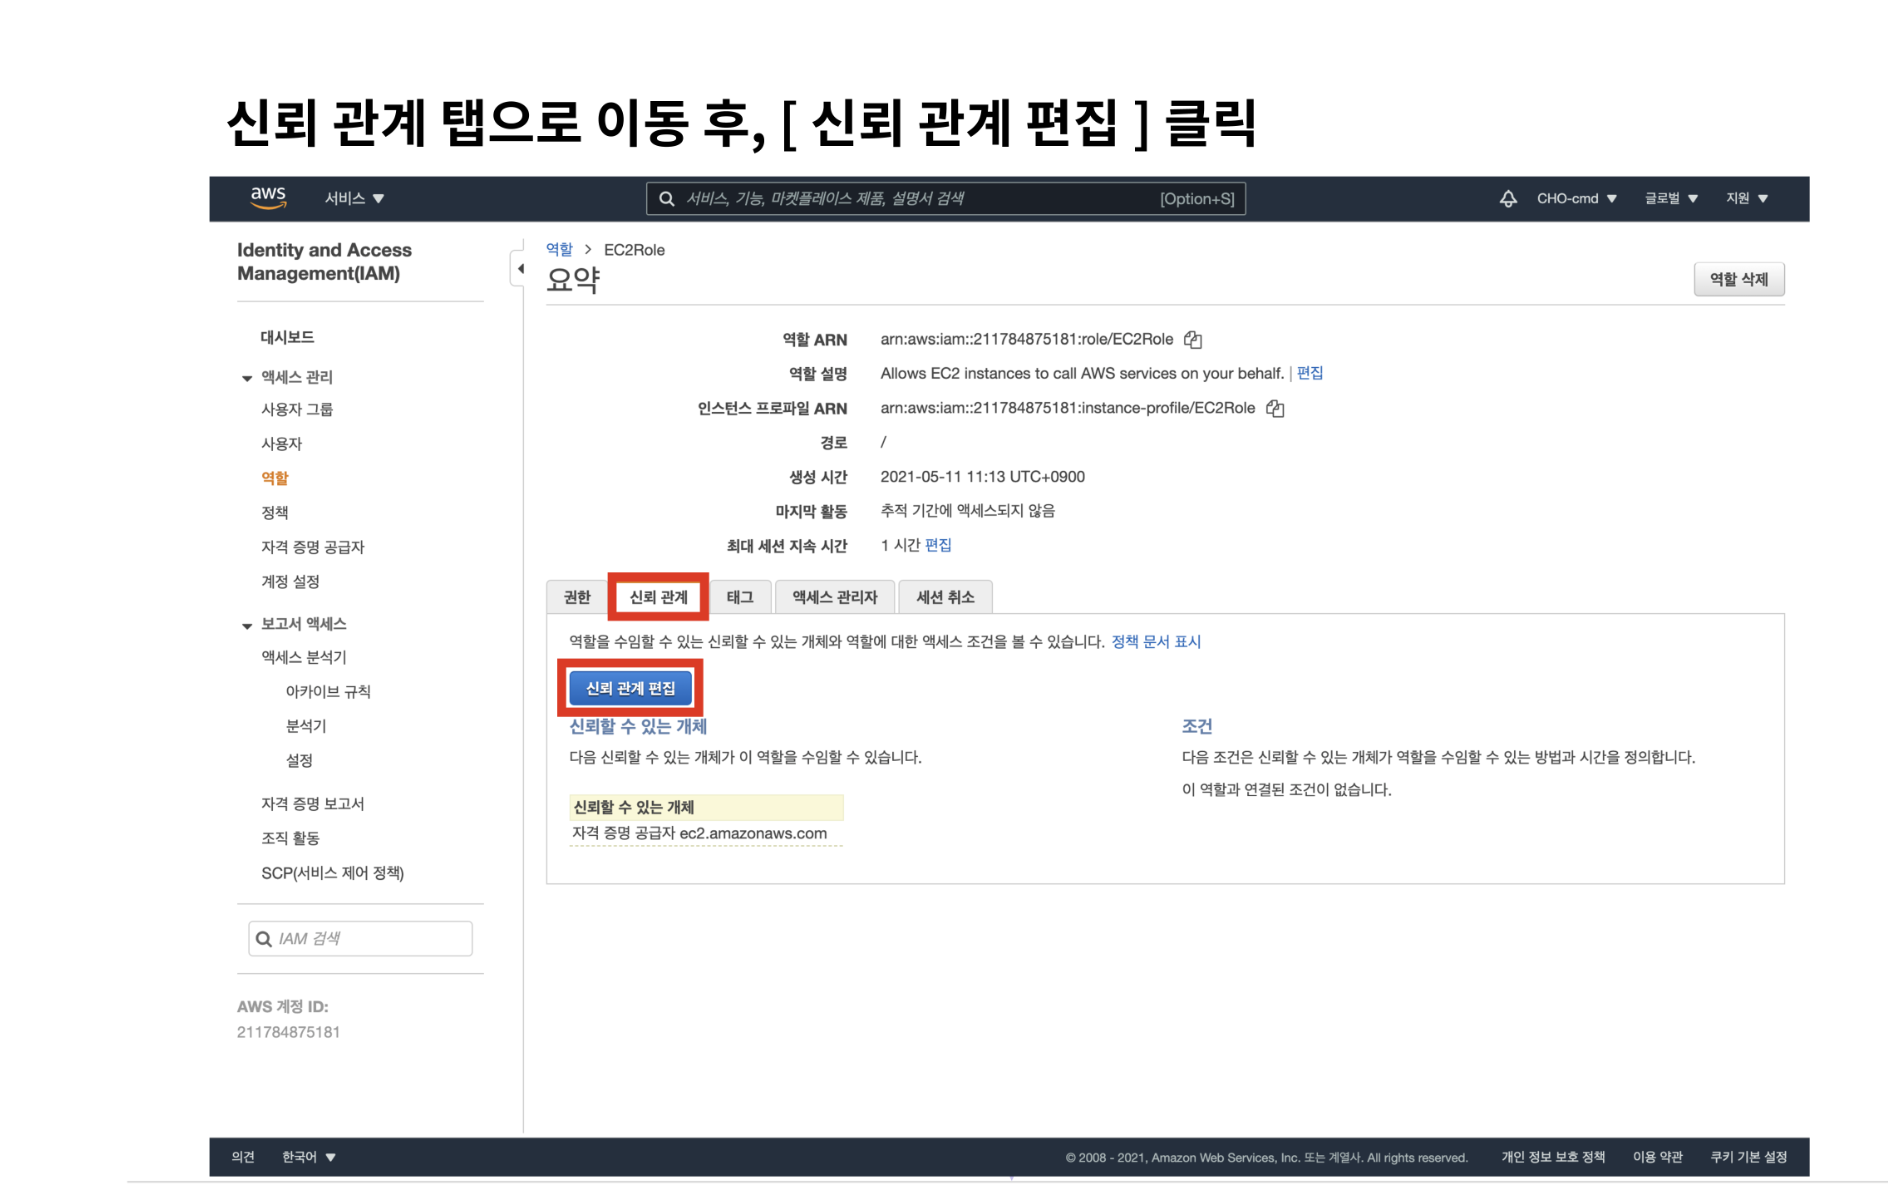 신뢰 관계 탭으로 이동 후, [ 신뢰 관계 편집 ] 클릭
aws 서비스 서비스, 기능, 마켓플레이스 제품, 설명서 검색 [Option+S] CHO-cmd 글로벌 지원
Identity and Access
Management(IAM)
대시보드
액세스 관리
사용자 그룹
사용자
역할
정책
자격 증명 공급자
계정 설정
보고서 액세스
액세스 분석기
아카이브 규칙
분석기
설정
자격 증명 보고서
조직 활동
SCP(서비스 제어 정책)
IAM 검색
AWS 계정 ID:
211784875181
역할 > EC2Role
요약
역할 삭제
역할 ARN arn:aws:iam::211784875181:role/EC2Role
역할 설명 Allows EC2 instances to call AWS services on your behalf. | 편집
인스턴스 프로파일 ARN arn:aws:iam::211784875181:instance-profile/EC2Role
경로 /
생성 시간 2021-05-11 11:13 UTC+0900
마지막 활동 추적 기간에 액세스되지 않음
최대 세션 지속 시간 1 시간 편집
권한 신뢰 관계 태그 액세스 관리자 세션 취소
역할을 수임할 수 있는 신뢰할 수 있는 개체와 역할에 대한 액세스 조건을 볼 수 있습니다. 정책 문서 표시
신뢰 관계 편집
신뢰할 수 있는 개체
다음 신뢰할 수 있는 개체가 이 역할을 수임할 수 있습니다.
신뢰할 수 있는 개체
자격 증명 공급자 ec2.amazonaws.com
조건
다음 조건은 신뢰할 수 있는 개체가 역할을 수임할 수 있는 방법과 시간을 정의합니다.
이 역할과 연결된 조건이 없습니다.
의견 한국어 © 2008 - 2021, Amazon Web Services, Inc. 또는 계열사. All rights reserved. 개인 정보 보호 정책 이용 약관 쿠키 기본 설정